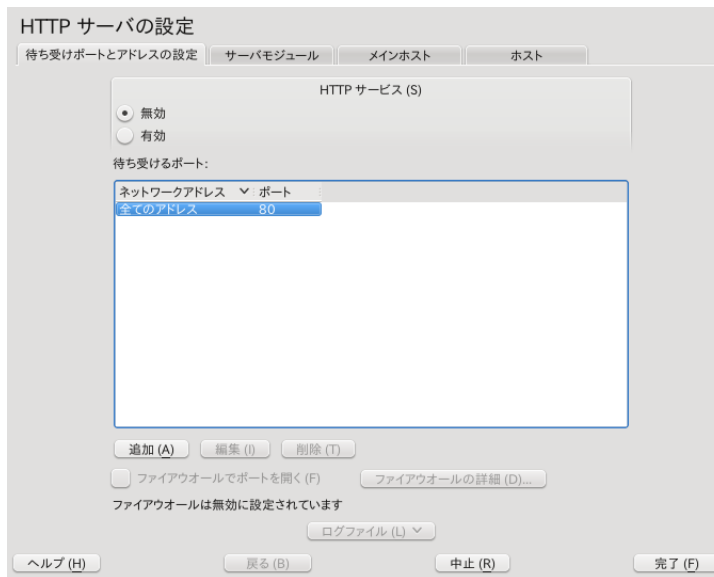 HTTP サーバの設定
待ち受けポートとアドレスの設定 サーバモジュール メインホスト ホスト
HTTP サービス (S)
無効
有効
待ち受けるポート:
ネットワークアドレス ポート
全てのアドレス 80
追加 (A) 編集 (I) 削除 (T)
ファイアウオールでポートを開く(F) ファイアウオールの詳細 (D)...
ファイアウオールは無効に設定されています
ログファイル (L)
ヘルプ (H) 戻る (B) 中止 (R) 完了 (F)